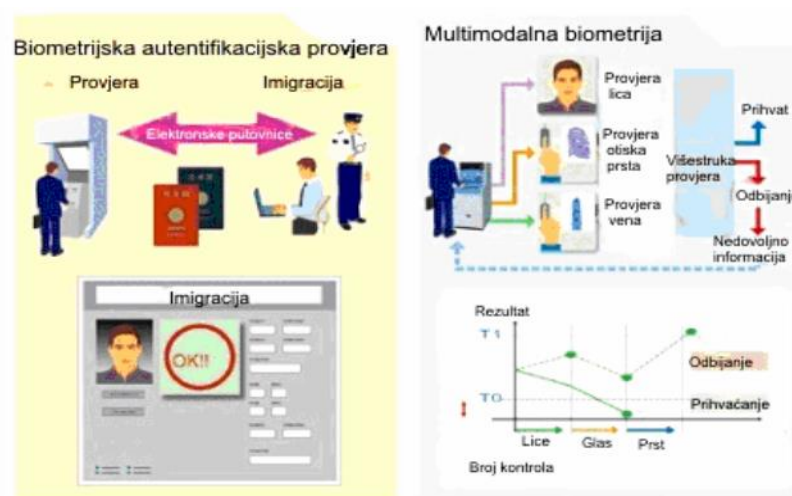 Biometrijska autentifikacijska provjera
Provjera
Imigracija
Elektronske putovnice
Imigracija
OK!!
Multimodalna biometrija
Provjera
lica
Provjera
otiska
prsta
Provjera
vena
Višestruka
provjera
Prihvat
Odbijanje
Nedovoljno
informacija
Rezultat
T1
Odbijanje
T0
Prihvaćanje
Lice
Glas
Prst
Broj kontrola